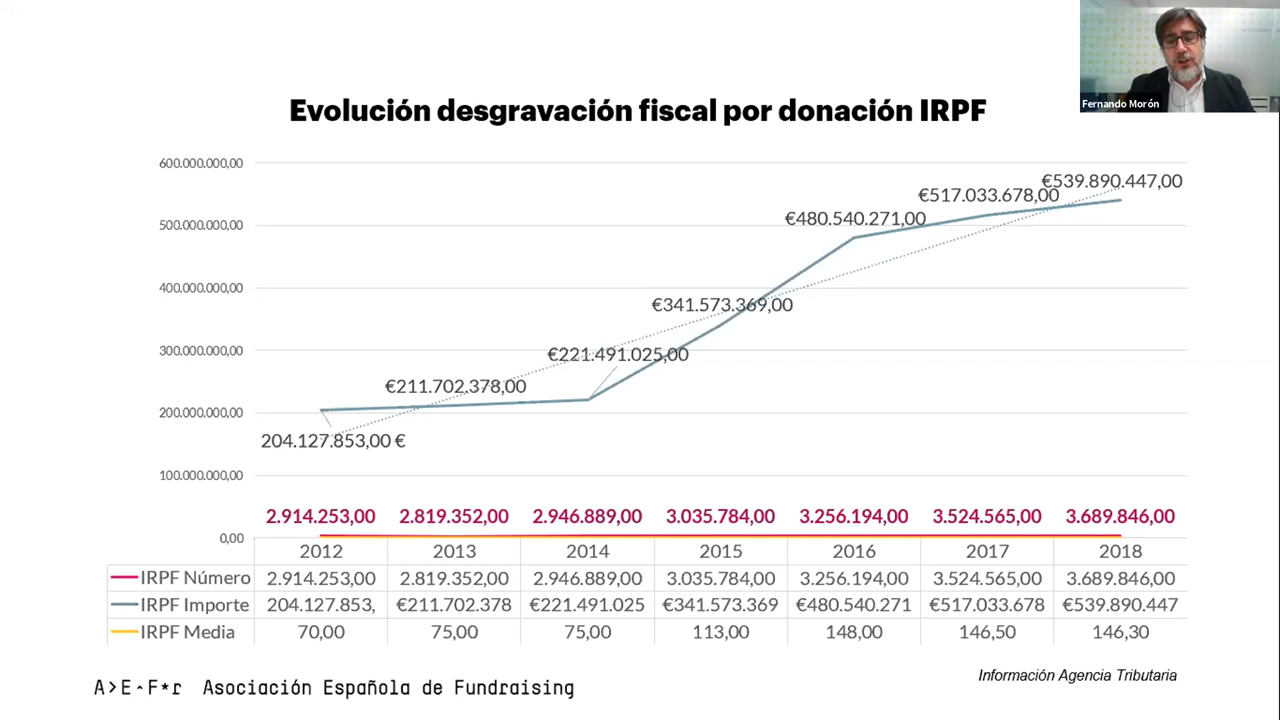 Fernando Morón
Evolución desgravación fiscal por donación IRPF
600.000.000,00
500.000.000,00
400.000.000,00
300.000.000,00
200.000.000,00
100.000.000,00
0,00
204.127.853,00 €
€211.702.378,00
€221.491.025,00
€341.573.369,00
€480.540.271,00
€517.033.678,00
€539.890.447,00
2.914.253,00 2.819.352,00 2.946.889,00 3.035.784,00 3.256.194,00 3.524.565,00 3.689.846,00
2012 2013 2014 2015 2016 2017 2018
IRPF Número 2.914.253,00 2.819.352,00 2.946.889,00 3.035.784,00 3.256.194,00 3.524.565,00 3.689.846,00
IRPF Importe 204.127.853, €211.702.378 €221.491.025 €341.573.369 €480.540.271 €517.033.678 €539.890.447
IRPF Media 70,00 75,00 75,00 113,00 148,00 146,50 146,30
Información Agencia Tributaria
A>E-F*r Asociación Española de Fundraising